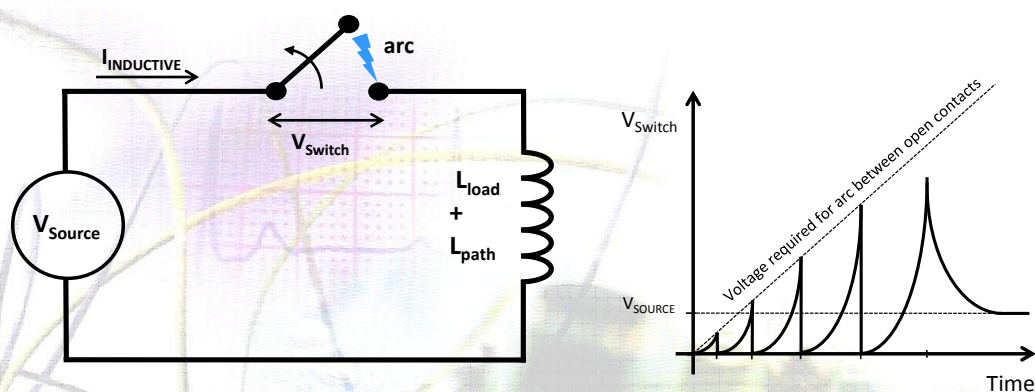 I_INDUCTIVE
arc
V_Switch
V_Source
L_load
+
L_path
V_Switch
Voltage required for arc between open contacts
V_SOURCE
Time